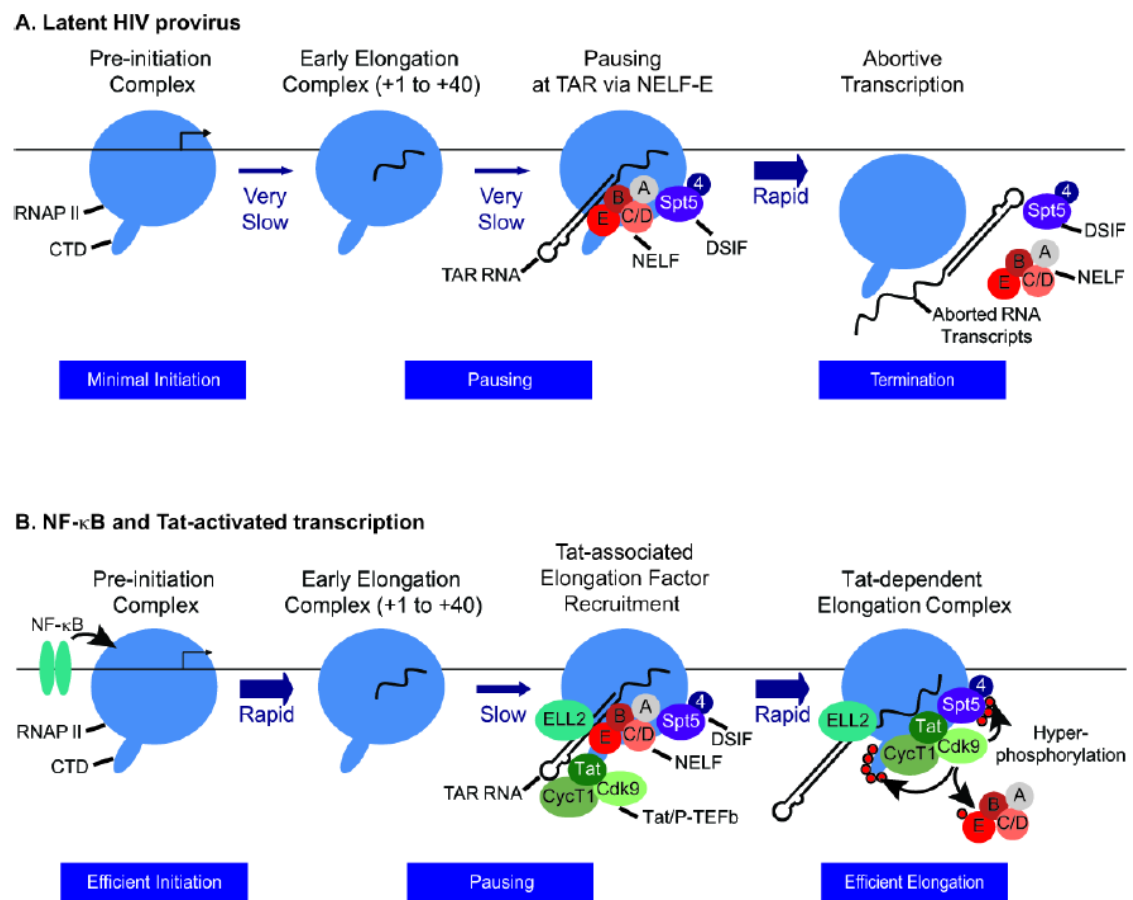 A. Latent HIV provirus
Pre-initiation
Complex
Early Elongation
Complex (+1 to +40)
Pausing
at TAR via NELF-E
Abortive
Transcription
RNAP II
CTD
Very
Slow
Very
Slow
TAR RNA
B
A
E
C/D
4
Spt5
NELF
DSIF
Rapid
4
Spt5
DSIF
B
A
E
C/D
NELF
Aborted RNA
Transcripts
Minimal Initiation
Pausing
Termination
B. NF-κB and Tat-activated transcription
Pre-initiation
Complex
Early Elongation
Complex (+1 to +40)
Tat-associated
Elongation Factor
Recruitment
Tat-dependent
Elongation Complex
NF-κB
RNAP II
CTD
Rapid
Slow
ELL2
B
A
E
C/D
4
Spt5
DSIF
NELF
TAR RNA
Tat
CycT1
Cdk9
Tat/P-TEFb
Rapid
ELL2
4
Spt5
Tat
CycT1
Cdk9
Hyper-
phosphorylation
B
A
E
C/D
Efficient Initiation
Pausing
Efficient Elongation